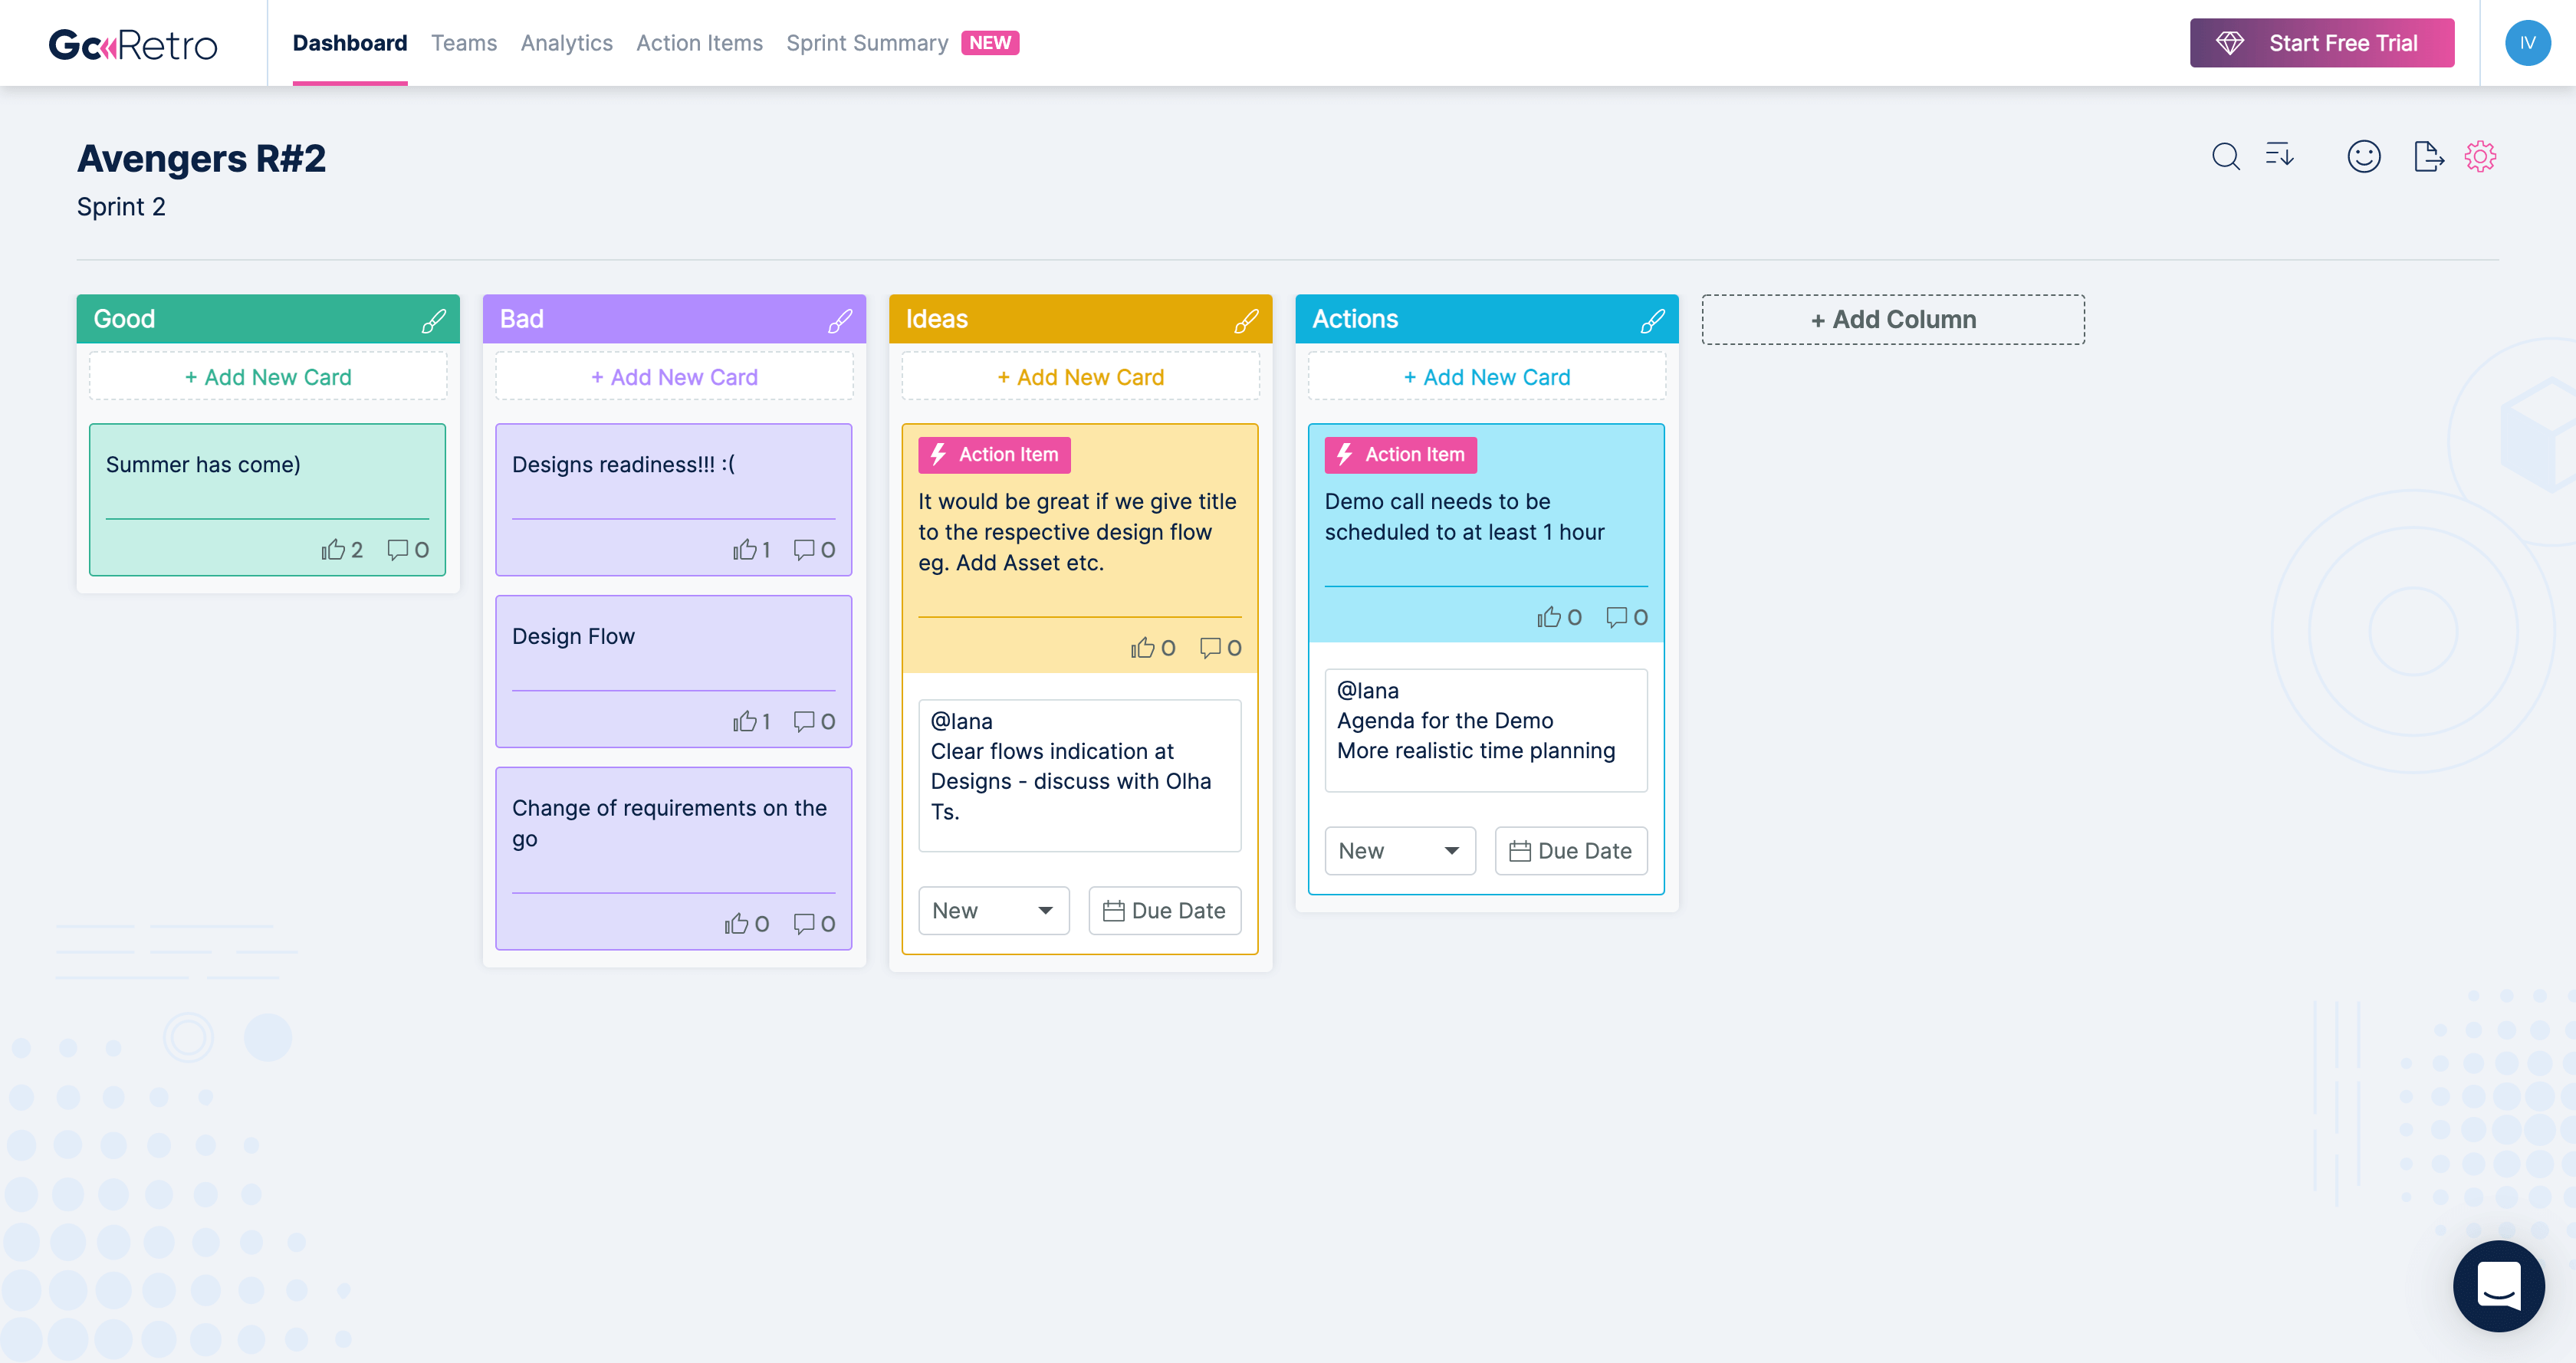 GoRetro
Dashboard Teams Analytics Action Items Sprint Summary NEW
Start Free Trial
IV
Avengers R#2
Sprint 2
Good
+ Add New Card
Summer has come)
2 0
Bad
+ Add New Card
Designs readiness!!! :(
1 0
Design Flow
1 0
Change of requirements on the
go
0 0
Ideas
+ Add New Card
Action Item
It would be great if we give title
to the respective design flow
eg. Add Asset etc.
0 0
@Iana
Clear flows indication at
Designs - discuss with Olha
Ts.
New Due Date
Actions
+ Add New Card
Action Item
Demo call needs to be
scheduled to at least 1 hour
0 0
@Iana
Agenda for the Demo
More realistic time planning
New Due Date
+ Add Column